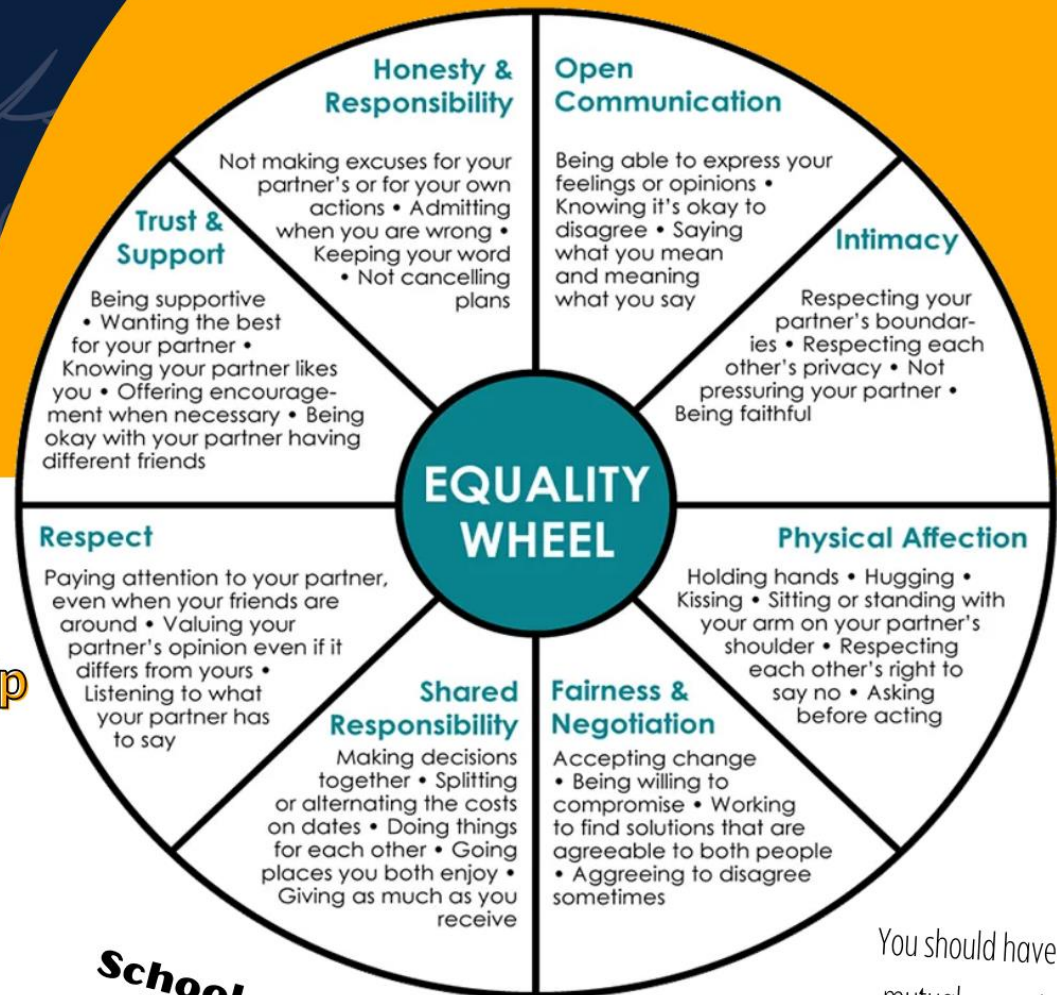 Honesty &
Responsibility
Not making excuses for your
partner's or for your own
actions • Admitting
when you are wrong •
Keeping your word
• Not cancelling
plans
Open
Communication
Being able to express your
feelings or opinions •
Knowing it's okay to
disagree • Saying
what you mean
and meaning
what you say
Trust &
Support
Being supportive
• Wanting the best
for your partner •
Knowing your partner likes
you • Offering encourage-
ment when necessary • Being
okay with your partner having
different friends
Intimacy
Respecting your
partner's boundar-
ies • Respecting each
other's privacy • Not
pressuring your partner •
Being faithful
EQUALITY
WHEEL
Respect
Paying attention to your partner,
even when your friends are
around • Valuing your
partner's opinion even if it
differs from yours •
Listening to what
your partner has
to say
Physical Affection
Holding hands • Hugging •
Kissing • Sitting or standing with
your arm on your partner's
shoulder • Respecting
each other's right to
say no • Asking
before acting
p
Shared
Responsibility
Making decisions
together • Splitting
or alternating the costs
on dates • Doing things
for each other • Going
places you both enjoy •
Giving as much as you
receive
Fairness &
Negotiation
Accepting change
• Being willing to
compromise • Working
to find solutions that are
agreeable to both people
• Aggreeing to disagree
sometimes
School
You should have